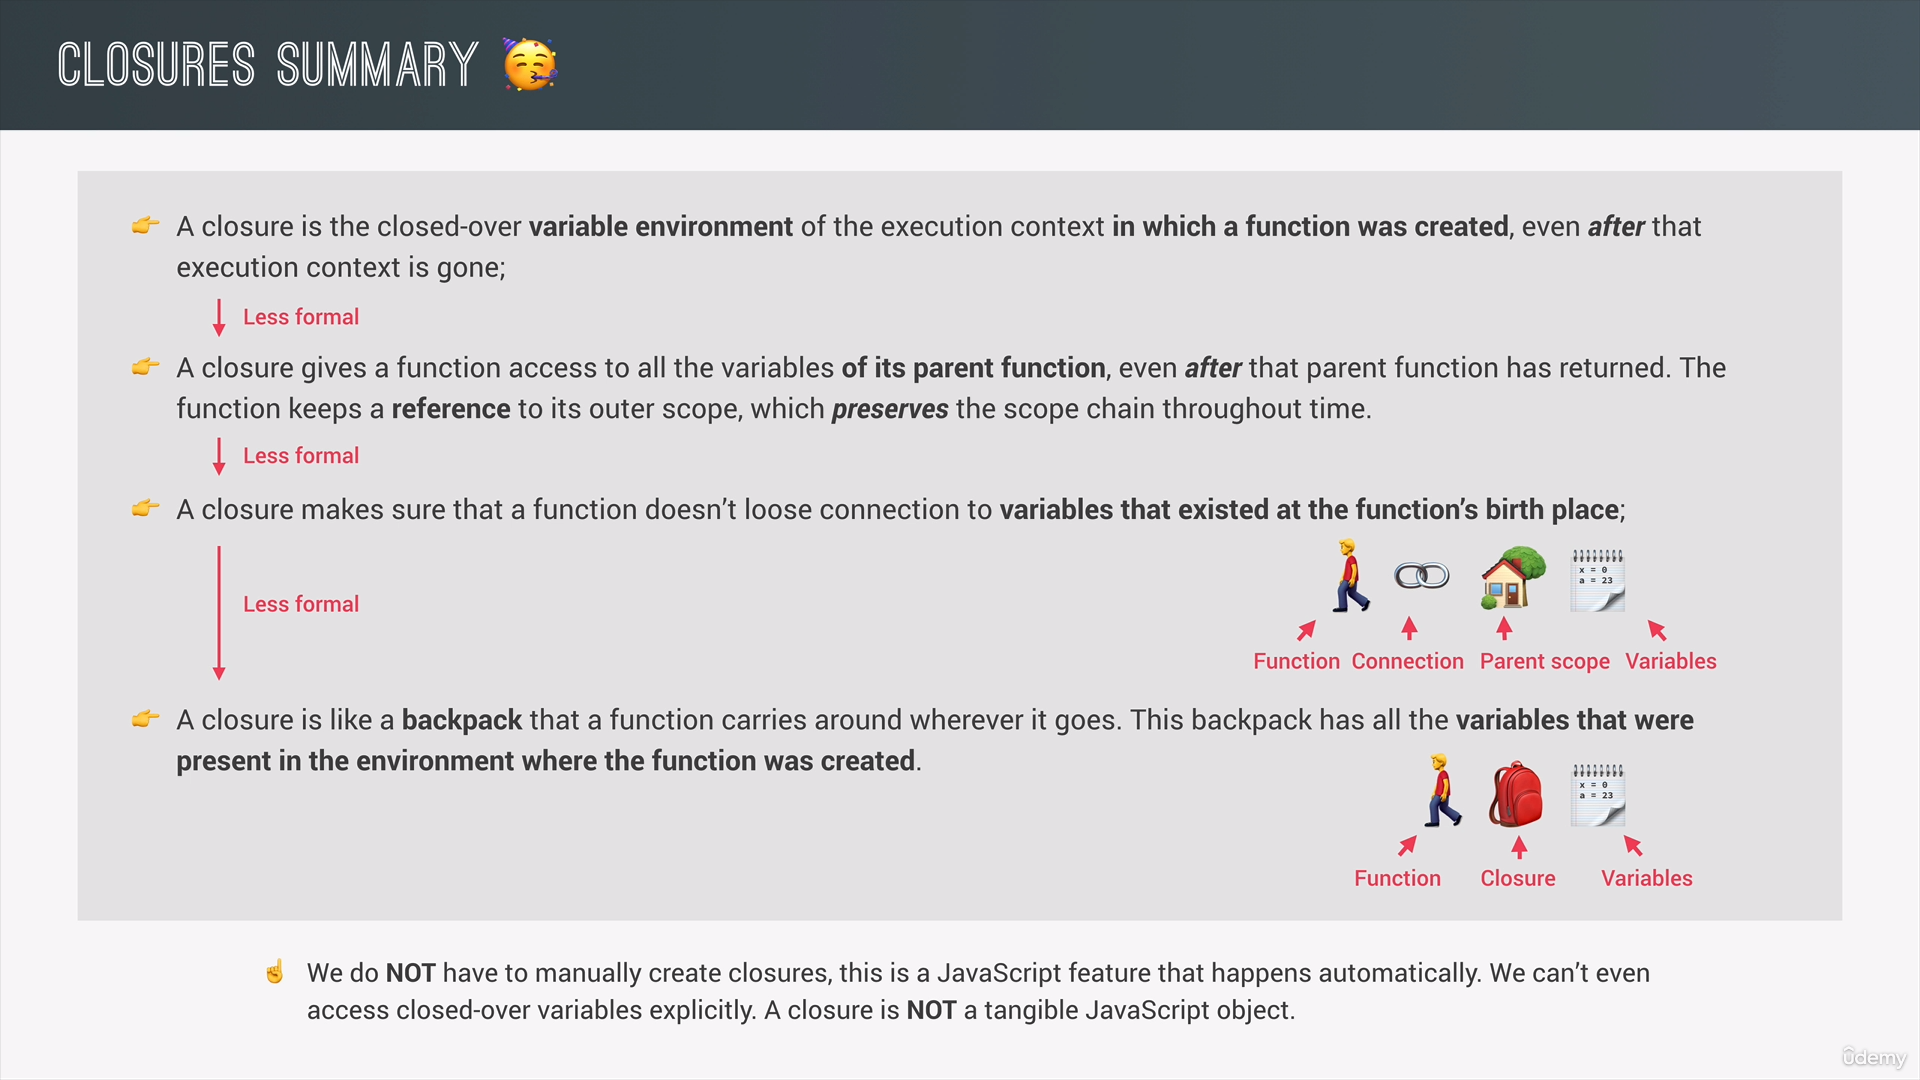 CLOSURES SUMMARY 🥳
👉 A closure is the closed-over variable environment of the execution context in which a function was created, even after that
execution context is gone;
Less formal
👉 A closure gives a function access to all the variables of its parent function, even after that parent function has returned. The
function keeps a reference to its outer scope, which preserves the scope chain throughout time.
Less formal
👉 A closure makes sure that a function doesn’t loose connection to variables that existed at the function’s birth place;
x = 0
a = 23
Less formal
Function Connection Parent scope Variables
👉 A closure is like a backpack that a function carries around wherever it goes. This backpack has all the variables that were
present in the environment where the function was created.
x = 0
a = 23
Function Closure Variables
☝️ We do NOT have to manually create closures, this is a JavaScript feature that happens automatically. We can’t even
access closed-over variables explicitly. A closure is NOT a tangible JavaScript object.
ûdemy